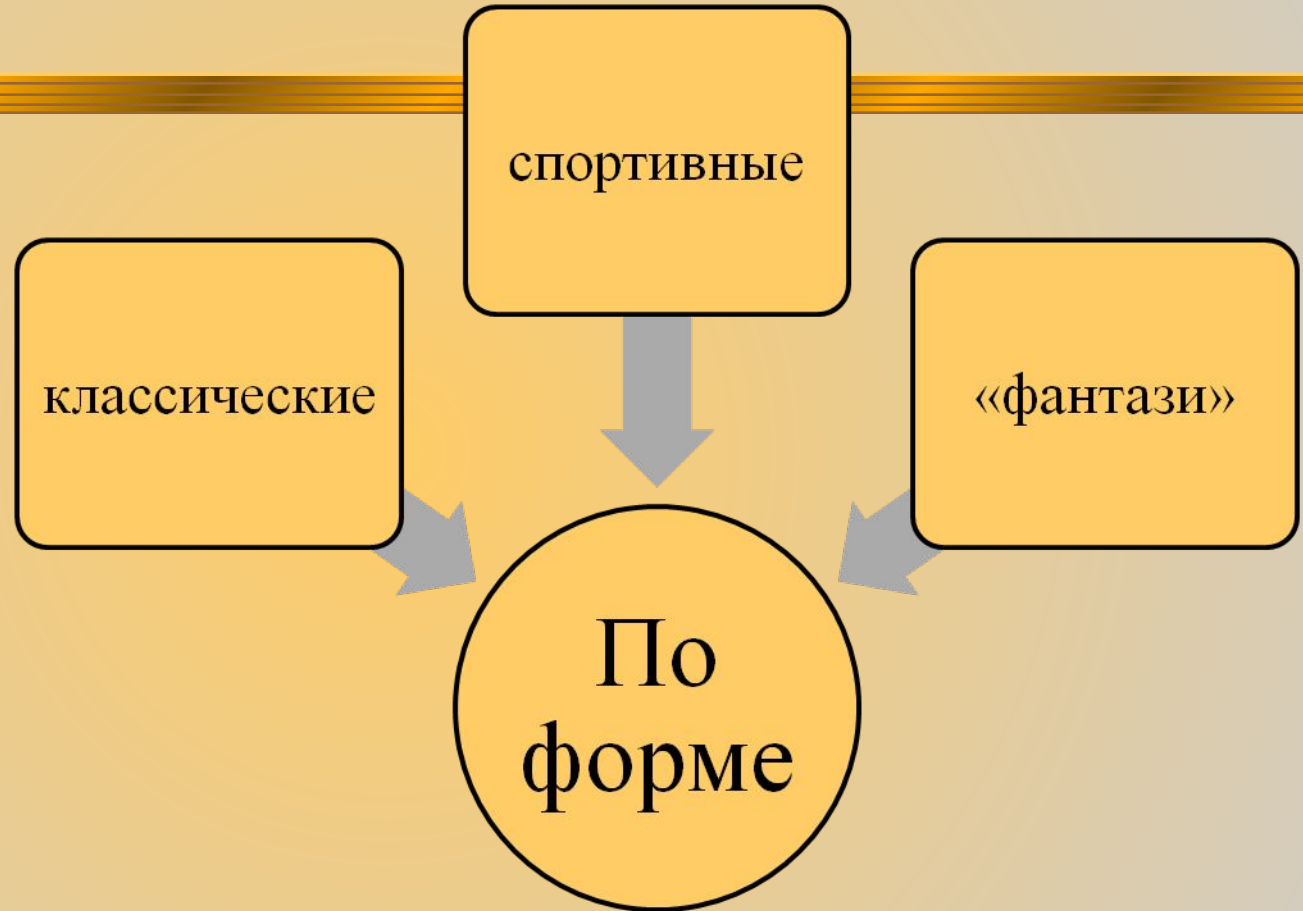 спортивные
классические
«фантази»
По
форме